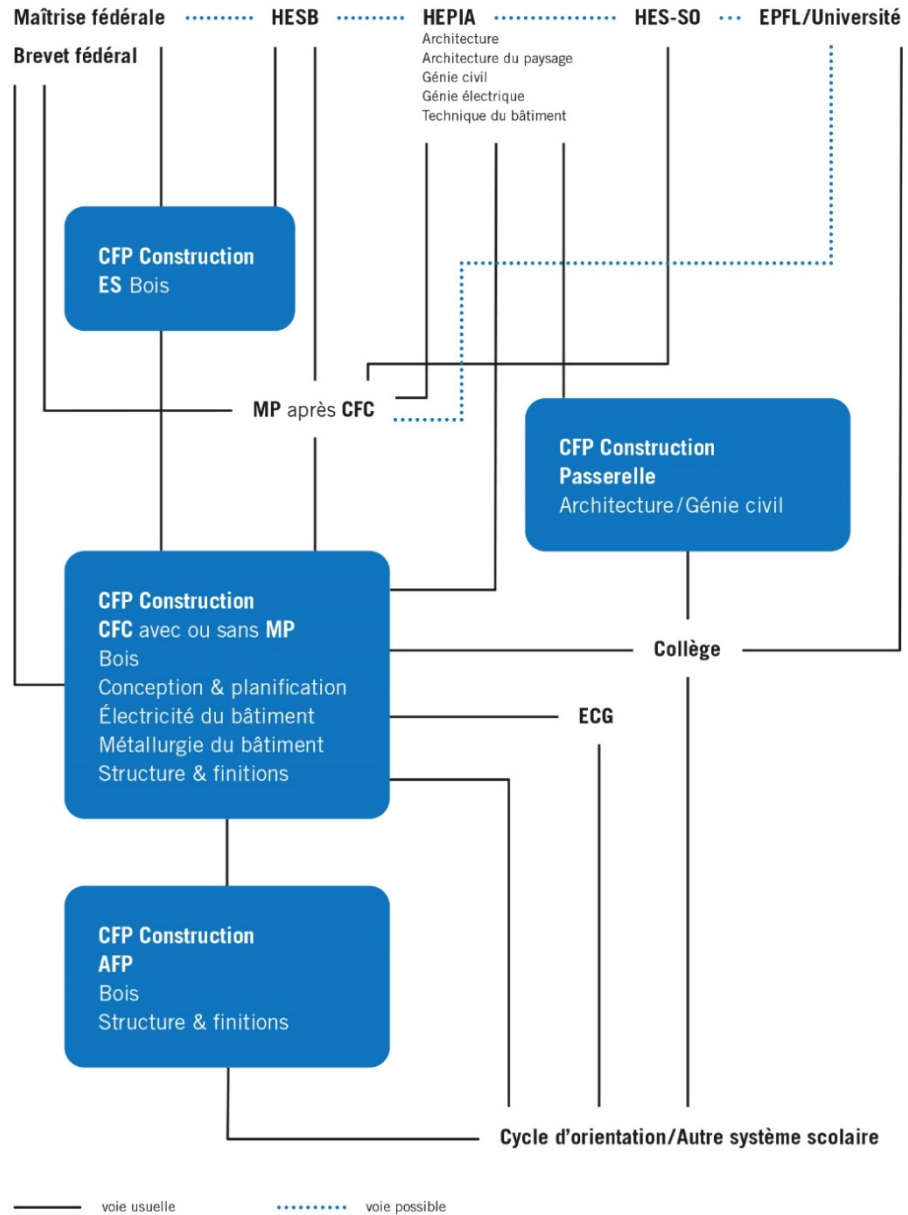 Maîtrise fédérale HESB HEPIA HES-SO EPFL/Université
Brevet fédéral
Architecture
Architecture du paysage
Génie civil
Génie électrique
Technique du bâtiment
CFP Construction
ES Bois
MP après CFC
CFP Construction
Passerelle
Architecture/Génie civil
CFP Construction
CFC avec ou sans MP
Bois
Conception & planification
Électricité du bâtiment
Métallurgie du bâtiment
Structure & finitions
Collège
ECG
CFP Construction
AFP
Bois
Structure & finitions
Cycle d'orientation/Autre système scolaire
voie usuelle voie possible